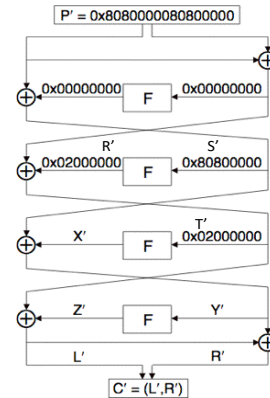 P' = 0x8080000080800000
0x00000000 F 0x00000000
R' S'
0x02000000 F 0x80800000
T'
X' F 0x02000000
Z' F Y'
L' R'
C' = (L',R')